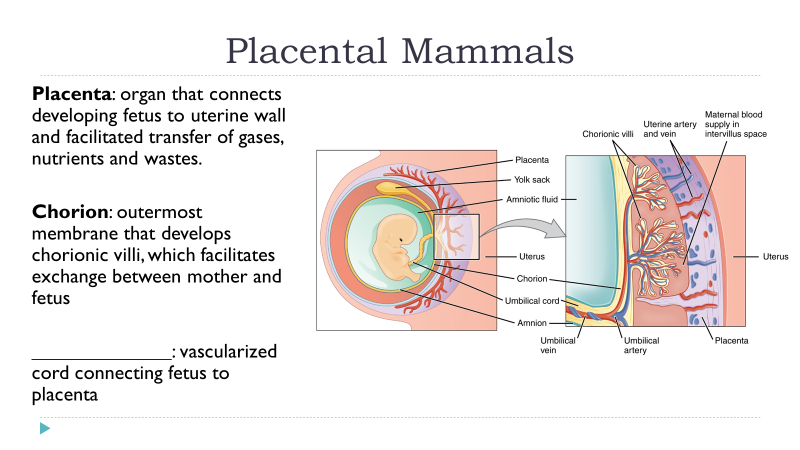 Placental Mammals
Placenta: organ that connects
developing fetus to uterine wall
and facilitated transfer of gases,
nutrients and wastes.
Chorion: outermost
membrane that develops
chorionic villi, which facilitates
exchange between mother and
fetus
______________: vascularized
cord connecting fetus to
placenta
Placenta
Yolk sack
Amniotic fluid
Uterus
Chorion
Umbilical cord
Amnion
Chorionic villi
Uterine artery
and vein
Maternal blood
supply in
intervillus space
Uterus
Umbilical
vein
Umbilical
artery
Placenta